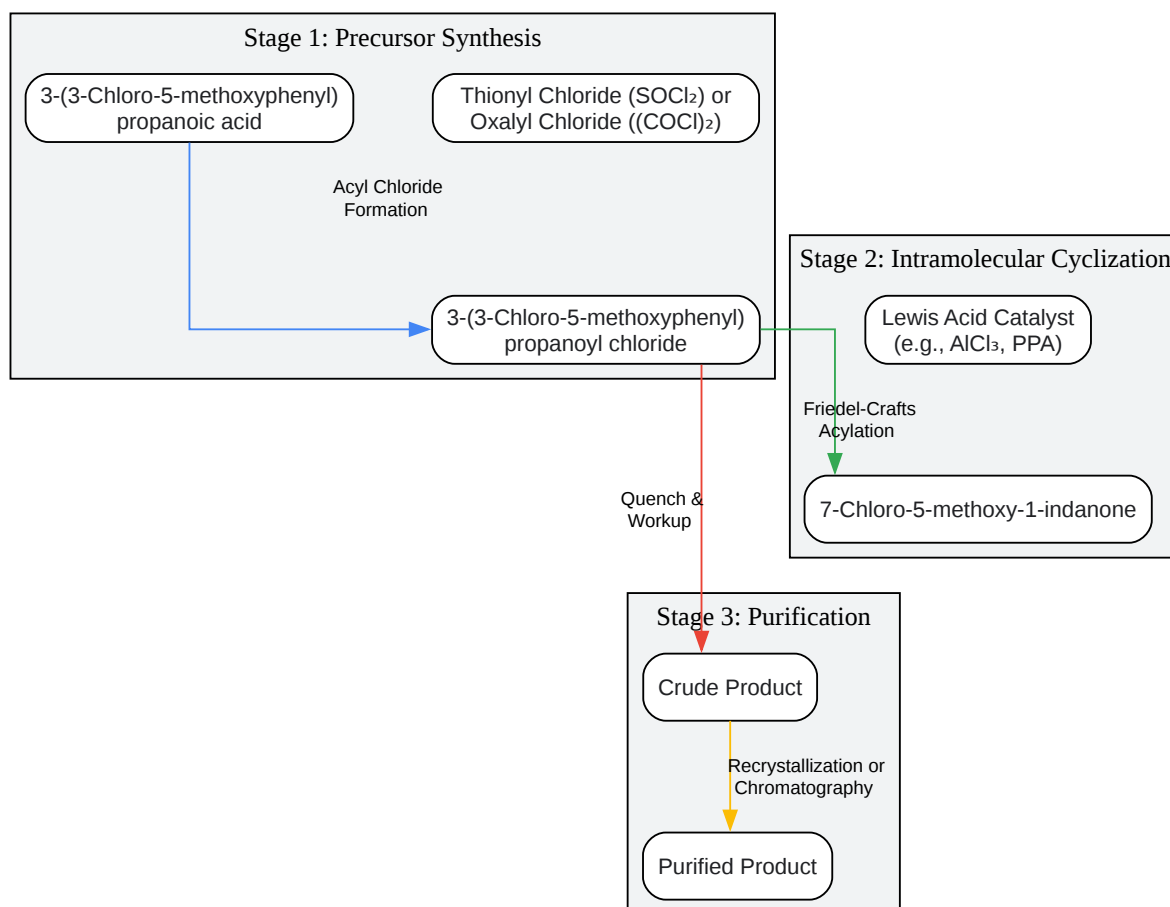 Stage 1: Precursor Synthesis
3-(3-Chloro-5-methoxyphenyl)
propanoic acid
Thionyl Chloride (SOCl₂) or
Oxalyl Chloride ((COCl)₂)
Acyl Chloride
Formation
3-(3-Chloro-5-methoxyphenyl)
propanoyl chloride
Stage 2: Intramolecular Cyclization
Lewis Acid Catalyst
(e.g., AlCl₃, PPA)
Friedel-Crafts
Acylation
7-Chloro-5-methoxy-1-indanone
Quench &
Workup
Stage 3: Purification
Crude Product
Recrystallization or
Chromatography
Purified Product